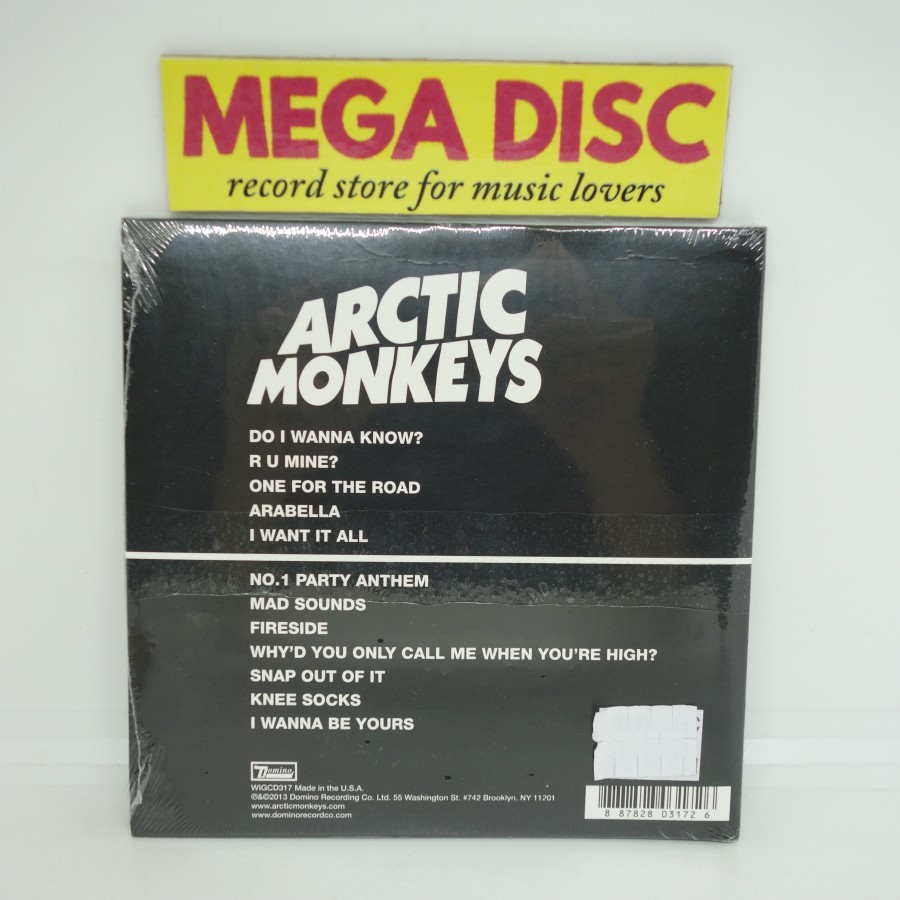 MEGA DISC
record store for music lovers
ARCTIC
MONKEYS
DO I WANNA KNOW?
R U MINE?
ONE FOR THE ROAD
ARABELLA
I WANT IT ALL
NO.1 PARTY ANTHEM
MAD SOUNDS
FIRESIDE
WHY'D YOU ONLY CALL ME WHEN YOU'RE HIGH?
SNAP OUT OF IT
KNEE SOCKS
I WANNA BE YOURS
Domino
WIGCD317 Made in the U.S.A.
℗&©2013 Domino Recording Co. Ltd. 55 Washington St. #742 Brooklyn, NY 11201
www.arcticmonkeys.com
www.dominorecordco.com
8 87828 03172 6